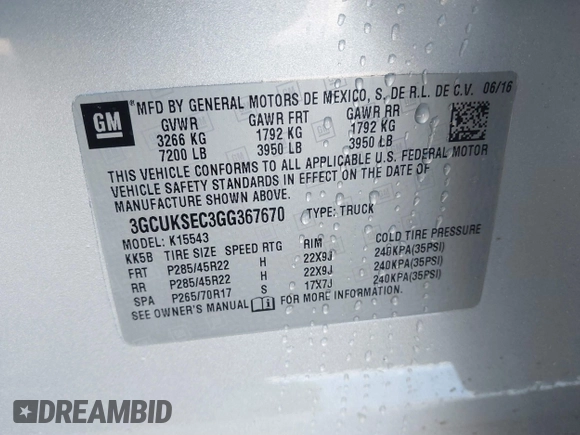 GM
MFD BY GENERAL MOTORS DE MEXICO, S. DE R.L. DE C.V. 06/16
GVWR GAWR FRT GAWR RR
3266 KG 1792 KG 1792 KG
7200 LB 3950 LB 3950 LB
THIS VEHICLE CONFORMS TO ALL APPLICABLE U.S. FEDERAL MOTOR
VEHICLE SAFETY STANDARDS IN EFFECT ON THE DATE OF
MANUFACTURE SHOWN ABOVE.
3GCUKSEC3GG367670 TYPE: TRUCK
MODEL: K15543
KK5B TIRE SIZE SPEED RTG RIM COLD TIRE PRESSURE
FRT P285/45R22 H 22X9J 240KPA(35PSI)
RR P285/45R22 H 22X9J 240KPA(35PSI)
SPA P265/70R17 S 17X7J 240KPA(35PSI)
SEE OWNER'S MANUAL FOR MORE INFORMATION.
DREAMBID